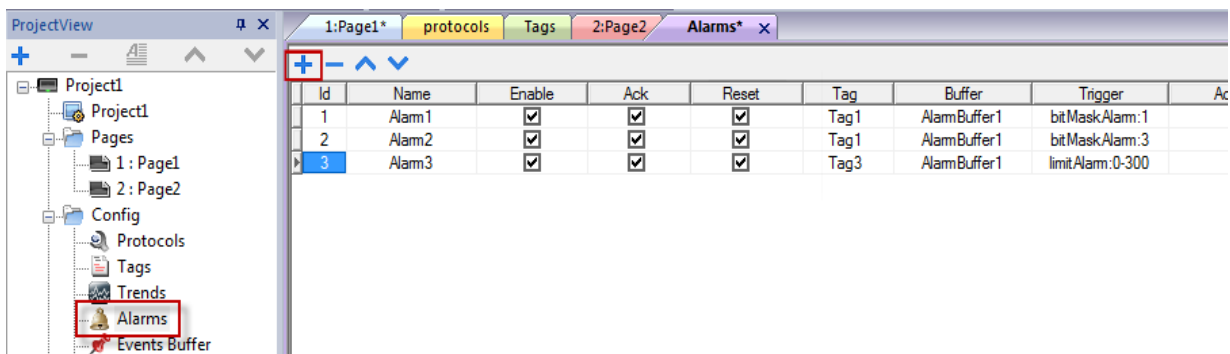 ProjectView
Project1
Project1
Pages
1 : Page1
2 : Page2
Config
Protocols
Tags
Trends
Alarms
Events Buffer
1:Page1* protocols Tags 2:Page2 Alarms*
Id Name Enable Ack Reset Tag Buffer Trigger Ac
1 Alarm1 Tag1 AlarmBuffer1 bitMaskAlarm:1
2 Alarm2 Tag1 AlarmBuffer1 bitMaskAlarm:3
3 Alarm3 Tag3 AlarmBuffer1 limitAlarm:0-300